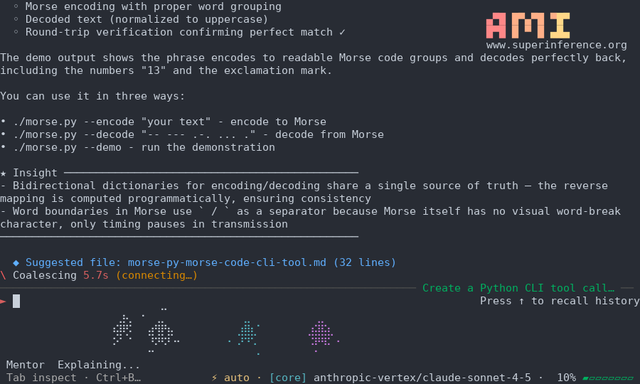 ◦ Morse encoding with proper word grouping
◦ Decoded text (normalized to uppercase)
◦ Round-trip verification confirming perfect match ✓
AMI
www.superinference.org
The demo output shows the phrase encodes to readable Morse code groups and decodes perfectly back,
including the numbers "13" and the exclamation mark.
You can use it in three ways:
• ./morse.py --encode "your text" - encode to Morse
• ./morse.py --decode "-- --- .-. ... ." - decode from Morse
• ./morse.py --demo - run the demonstration
★ Insight
- Bidirectional dictionaries for encoding/decoding share a single source of truth — the reverse
mapping is computed programmatically, ensuring consistency
- Word boundaries in Morse use ` / ` as a separator because Morse itself has no visual word-break
character, only timing pauses in transmission
◆ Suggested file: morse-py-morse-code-cli-tool.md (32 lines)
\ Coalescing 5.7s (connecting…)
Create a Python CLI tool call…
Press ↑ to recall history
Mentor Explaining...
Tab inspect · Ctrl+B… ⚡ auto · [core] anthropic-vertex/claude-sonnet-4-5 · 10%